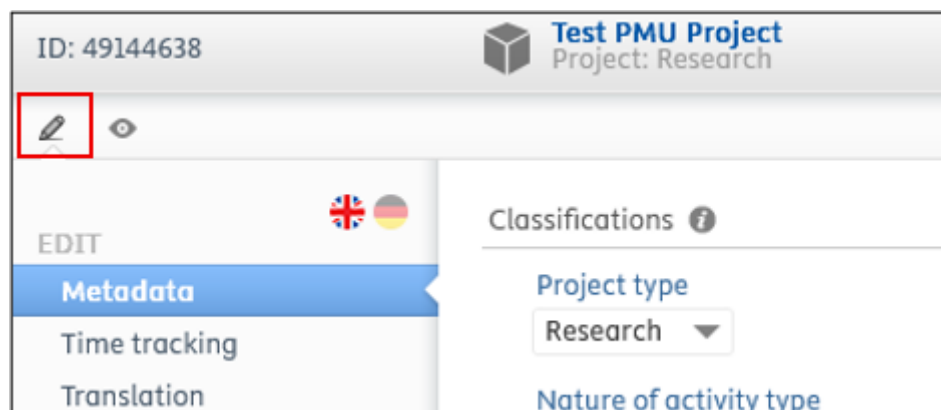 ID: 49144638
Test PMU Project
Project: Research
EDIT
Metadata
Time tracking
Translation
Classifications
Project type
Research
Nature of activity type